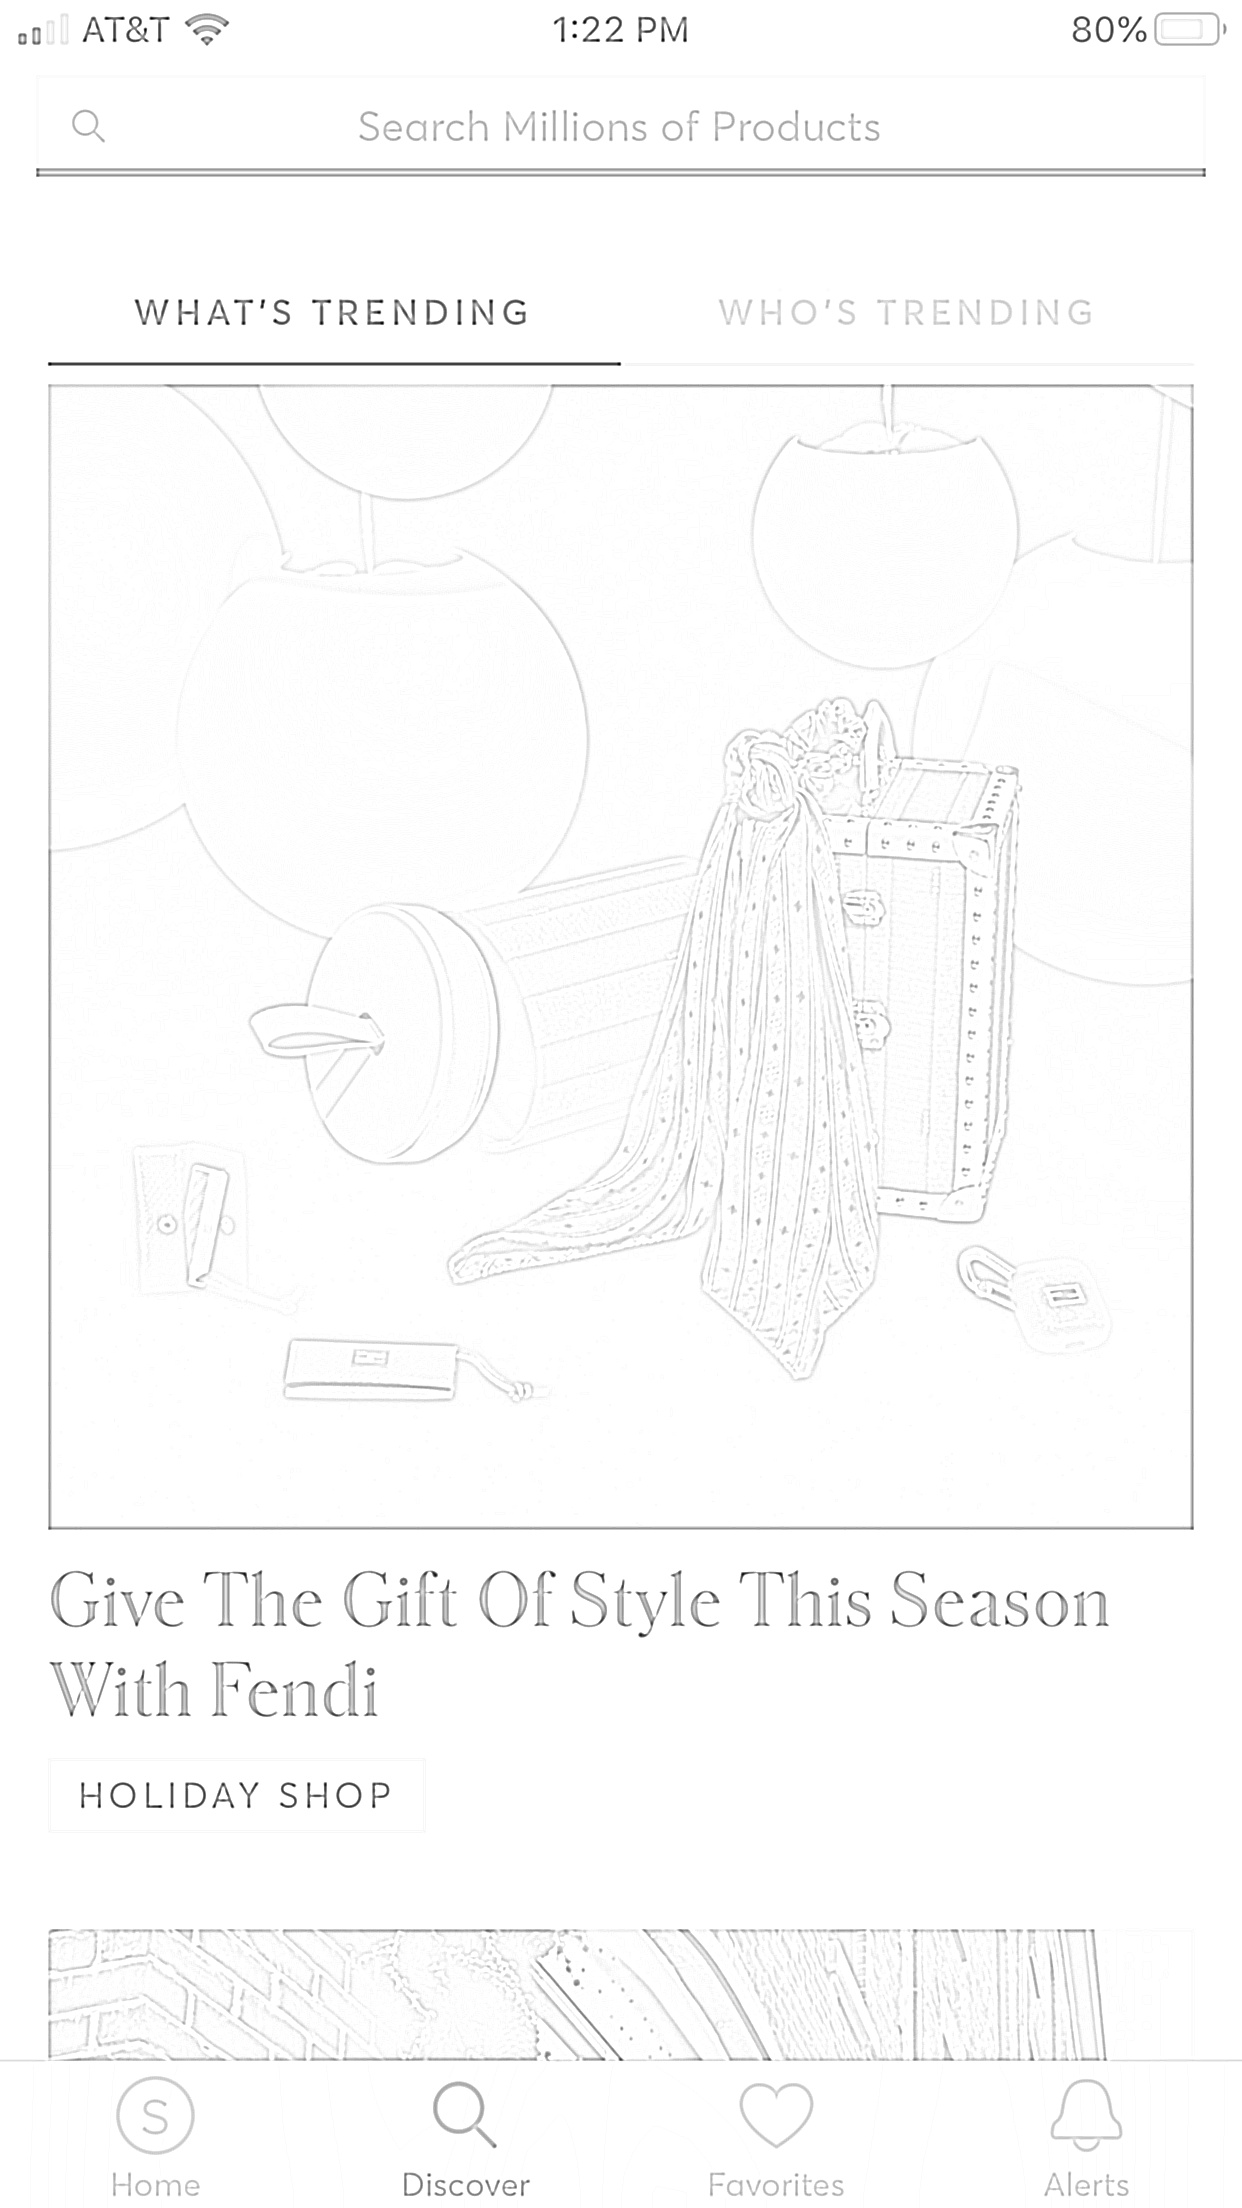 AT&T 1:22 PM 80%
Search Millions of Products
WHAT'S TRENDING WHO'S TRENDING
Give The Gift Of Style This Season
With Fendi
HOLIDAY SHOP
S
Home Discover Favorites Alerts